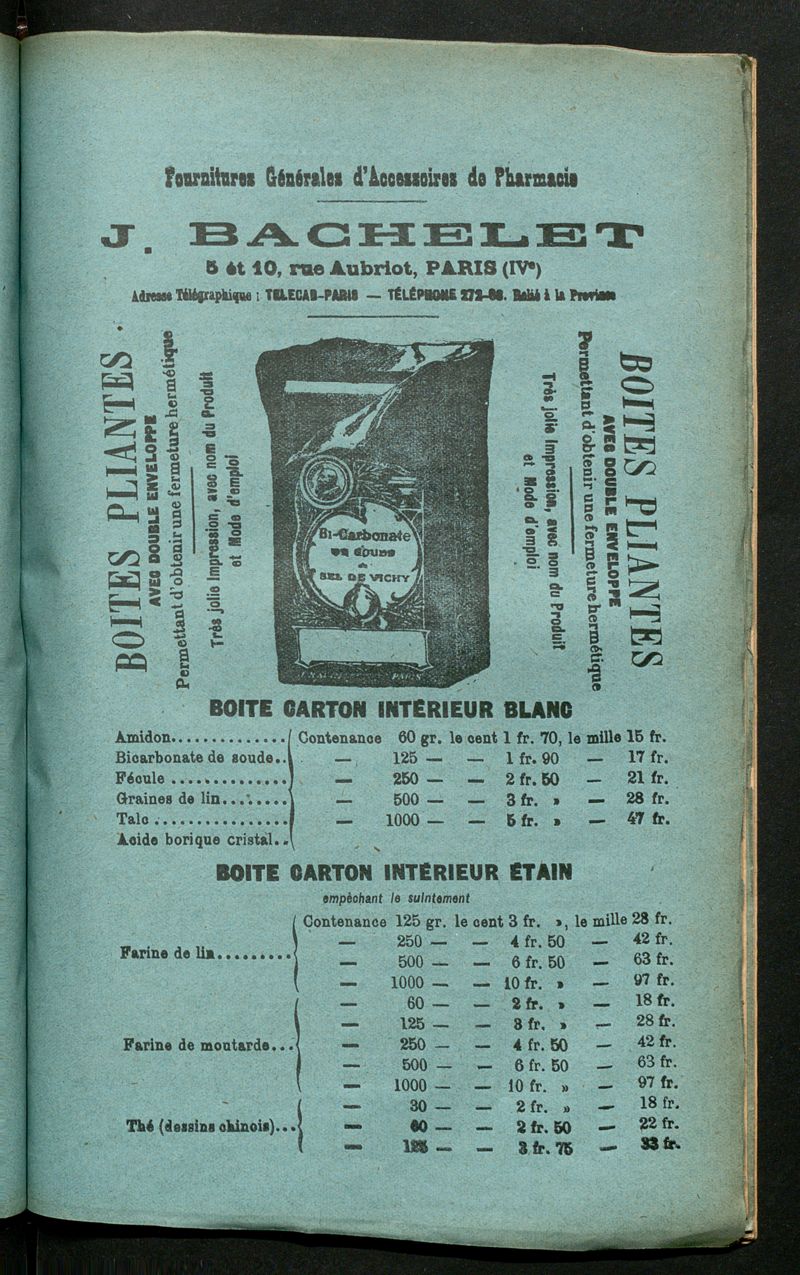 Fournitures Générales d'Accessoires de Pharmacie
J. BACHELET
5 et 10, rue Aubriot, PARIS (IVe)
Adresse Télégraphique : TELECAB-PARIS — TÉLÉPHONE Relié à la Province
BOITES PLIANTES
AVEC DOUBLE ENVELOPPE
Permettant d'obtenir une fermeture hermétique
Très jolie Impression, avec nom du Produit
et Mode d'emploi
Bi-Carbonate
DE SOUDE
SEL DE VICHY
PARIS
Très jolie Impression, avec nom du Produit
et Mode d'emploi
Permettant d'obtenir une fermeture hermétique
AVEC DOUBLE ENVELOPPE
BOITES PLIANTES
BOITE CARTON INTÉRIEUR BLANC
Amidon.............. Contenance 60 gr. le cent 1 fr. 70, le mille 15 fr.
Bicarbonate de soude.. — 125 — — 1 fr. 90 — 17 fr.
Fécule .............. — 250 — — 2 fr. 50 — 21 fr.
Graines de lin........ — 500 — — 3 fr. » — 28 fr.
Talc ................ — 1000 — — 5 fr. » — 47 fr.
Acide borique cristal..
BOITE CARTON INTÉRIEUR ÉTAIN
empêchant le suintement
Contenance 125 gr. le cent 3 fr. », le mille 28 fr.
— 250 — — 4 fr. 50 — 42 fr.
Farine de lin.........
— 500 — — 6 fr. 50 — 63 fr.
— 1000 — — 10 fr. » — 97 fr.
— 60 — — 2 fr. » — 18 fr.
— 125 — — 3 fr. » — 28 fr.
Farine de moutarde... — 250 — — 4 fr. 50 — 42 fr.
— 500 — — 6 fr. 50 — 63 fr.
— 1000 — — 10 fr. » — 97 fr.
— 30 — — 2 fr. » — 18 fr.
Thé (dessins chinois)... — 60 — — 2 fr. 50 — 22 fr.
— 125 — — 3 fr. 75 — 33 fr.